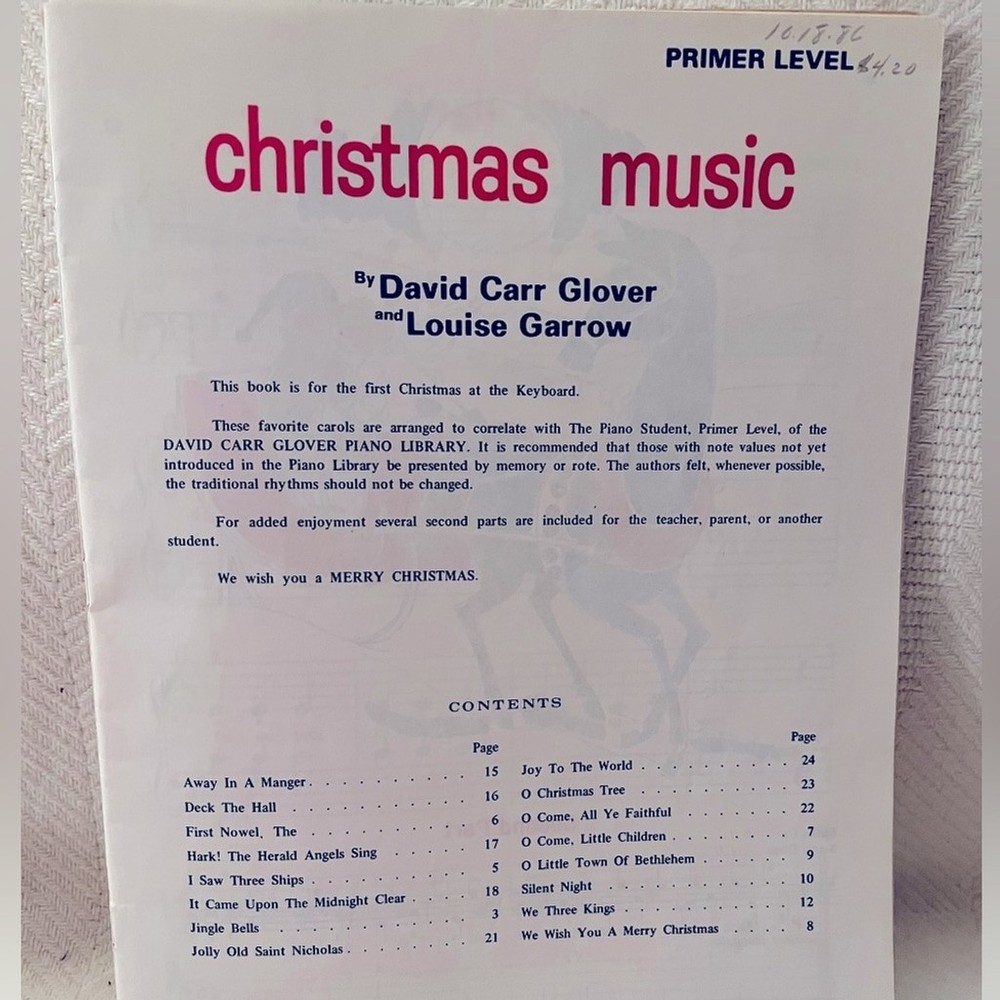 10.18.86
PRIMER LEVEL $4.20
christmas music
By David Carr Glover
and Louise Garrow
This book is for the first Christmas at the Keyboard.
These favorite carols are arranged to correlate with The Piano Student, Primer Level, of the
DAVID CARR GLOVER PIANO LIBRARY. It is recommended that those with note values not yet
introduced in the Piano Library be presented by memory or rote. The authors felt, whenever possible,
the traditional rhythms should not be changed.
For added enjoyment several second parts are included for the teacher, parent, or another
student.
We wish you a MERRY CHRISTMAS.
CONTENTS
Page
Away In A Manger . . . . . . . . . . 15
Deck The Hall . . . . . . . . . . . 16
First Nowel, The . . . . . . . . . . 6
Hark! The Herald Angels Sing . . . . . 17
I Saw Three Ships . . . . . . . . . . 5
It Came Upon The Midnight Clear . . . . 18
Jingle Bells . . . . . . . . . . . . 3
Jolly Old Saint Nicholas . . . . . . . . 21
Page
Joy To The World . . . . . . . . . . 24
O Christmas Tree . . . . . . . . . . 23
O Come, All Ye Faithful . . . . . . . 22
O Come, Little Children . . . . . . . . 7
O Little Town Of Bethlehem . . . . . . 9
Silent Night . . . . . . . . . . . . 10
We Three Kings . . . . . . . . . . . 12
We Wish You A Merry Christmas . . . . 8